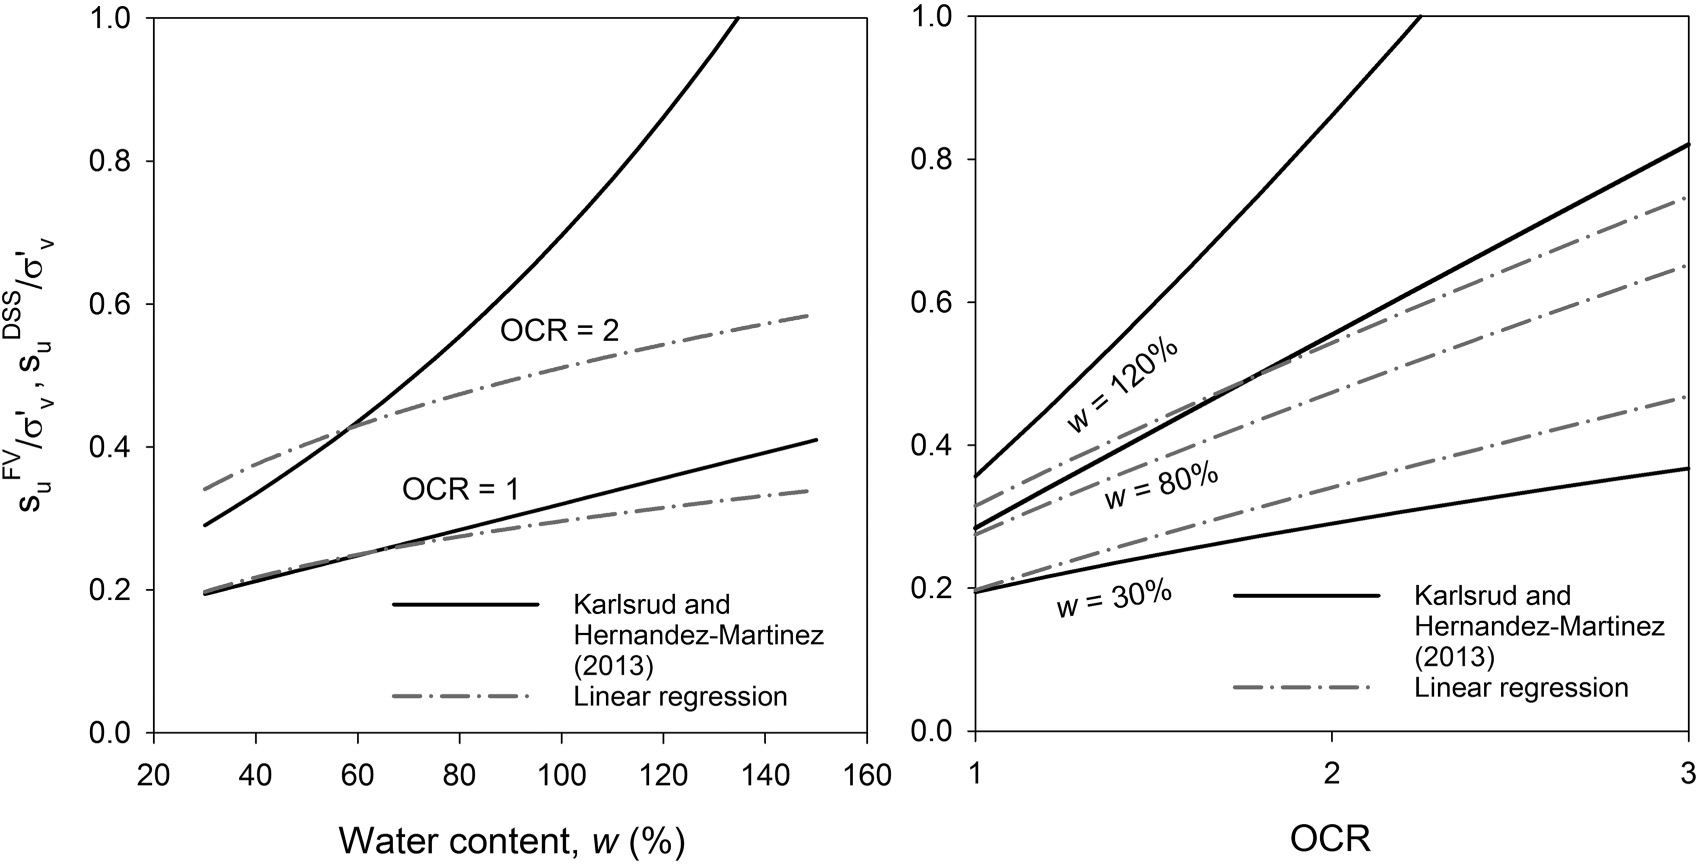 s_u^FV/σ'_v , s_u^DSS/σ'_v
1.0
0.8
0.6
0.4
0.2
0.0
20 40 60 80 100 120 140 160
Water content, w (%)
OCR = 2
OCR = 1
Karlsrud and
Hernandez-Martinez
(2013)
Linear regression
1.0
0.8
0.6
0.4
0.2
0.0
1 2 3
OCR
w = 120%
w = 80%
w = 30%
Karlsrud and
Hernandez-Martinez
(2013)
Linear regression